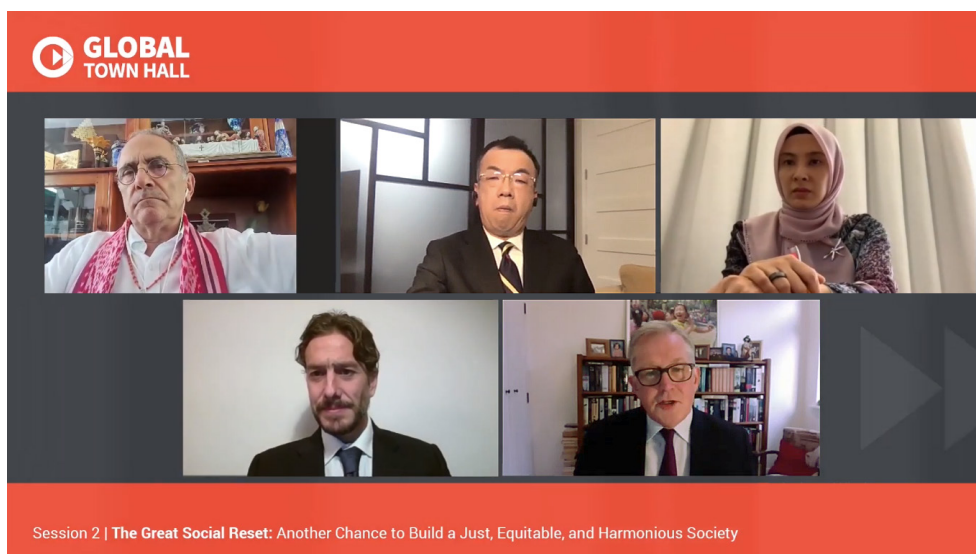 GLOBAL
TOWN HALL
Session 2 | The Great Social Reset: Another Chance to Build a Just, Equitable, and Harmonious Society